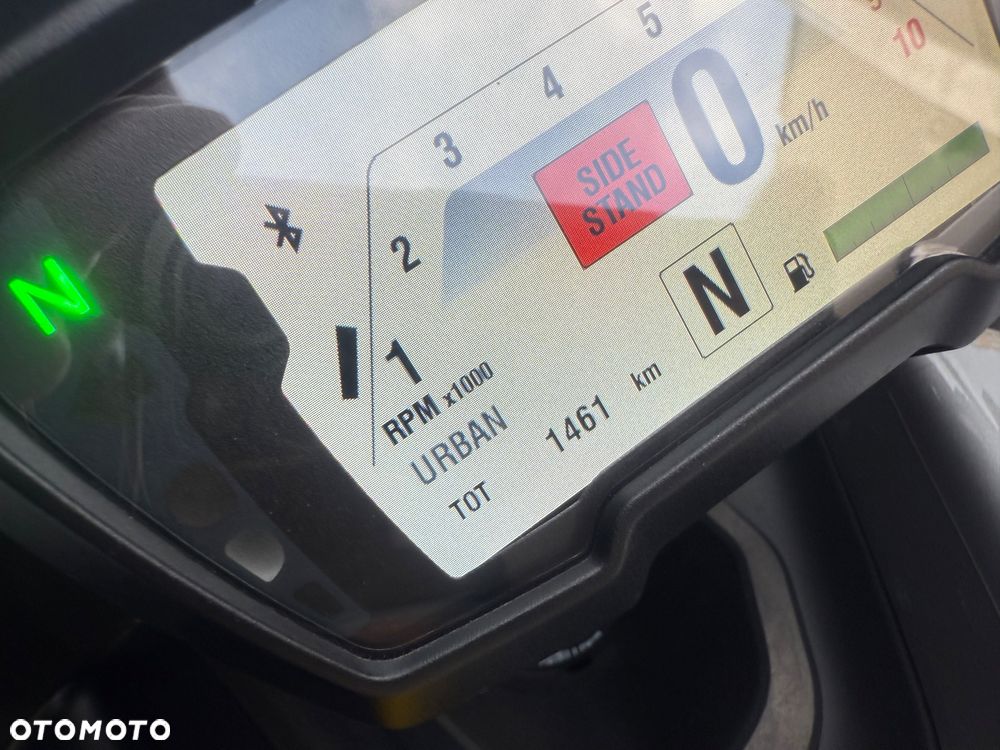 5
10
4
3
0
km/h
SIDE
STAND
2
N
N
1
RPM x1000
URBAN
TOT 1461 km
OTOMOTO